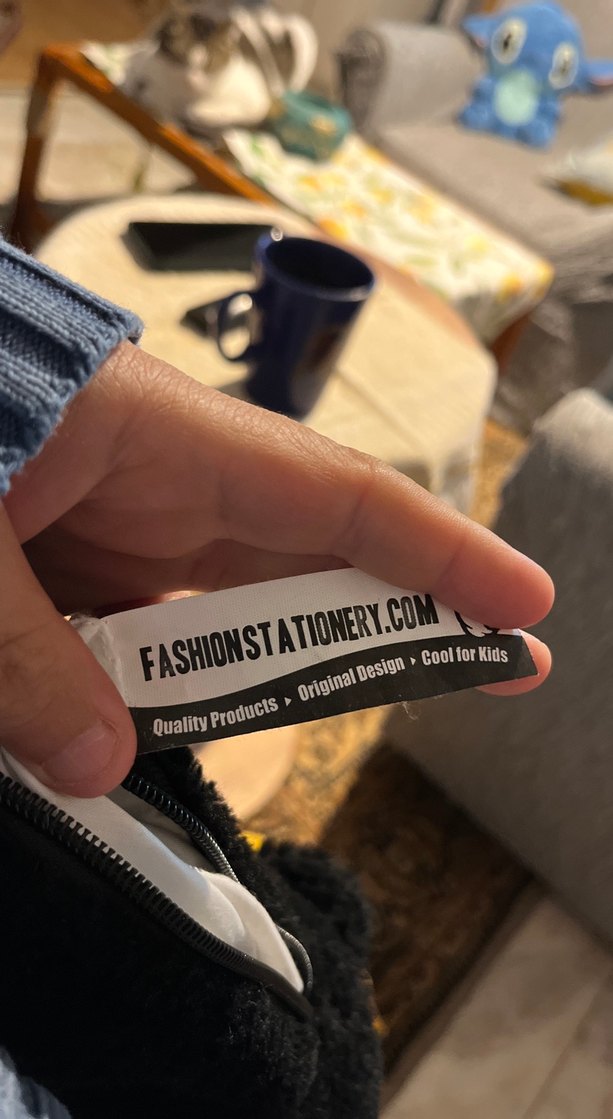 FASHIONSTATIONERY.COM
Quality Products › Original Design › Cool for Kids